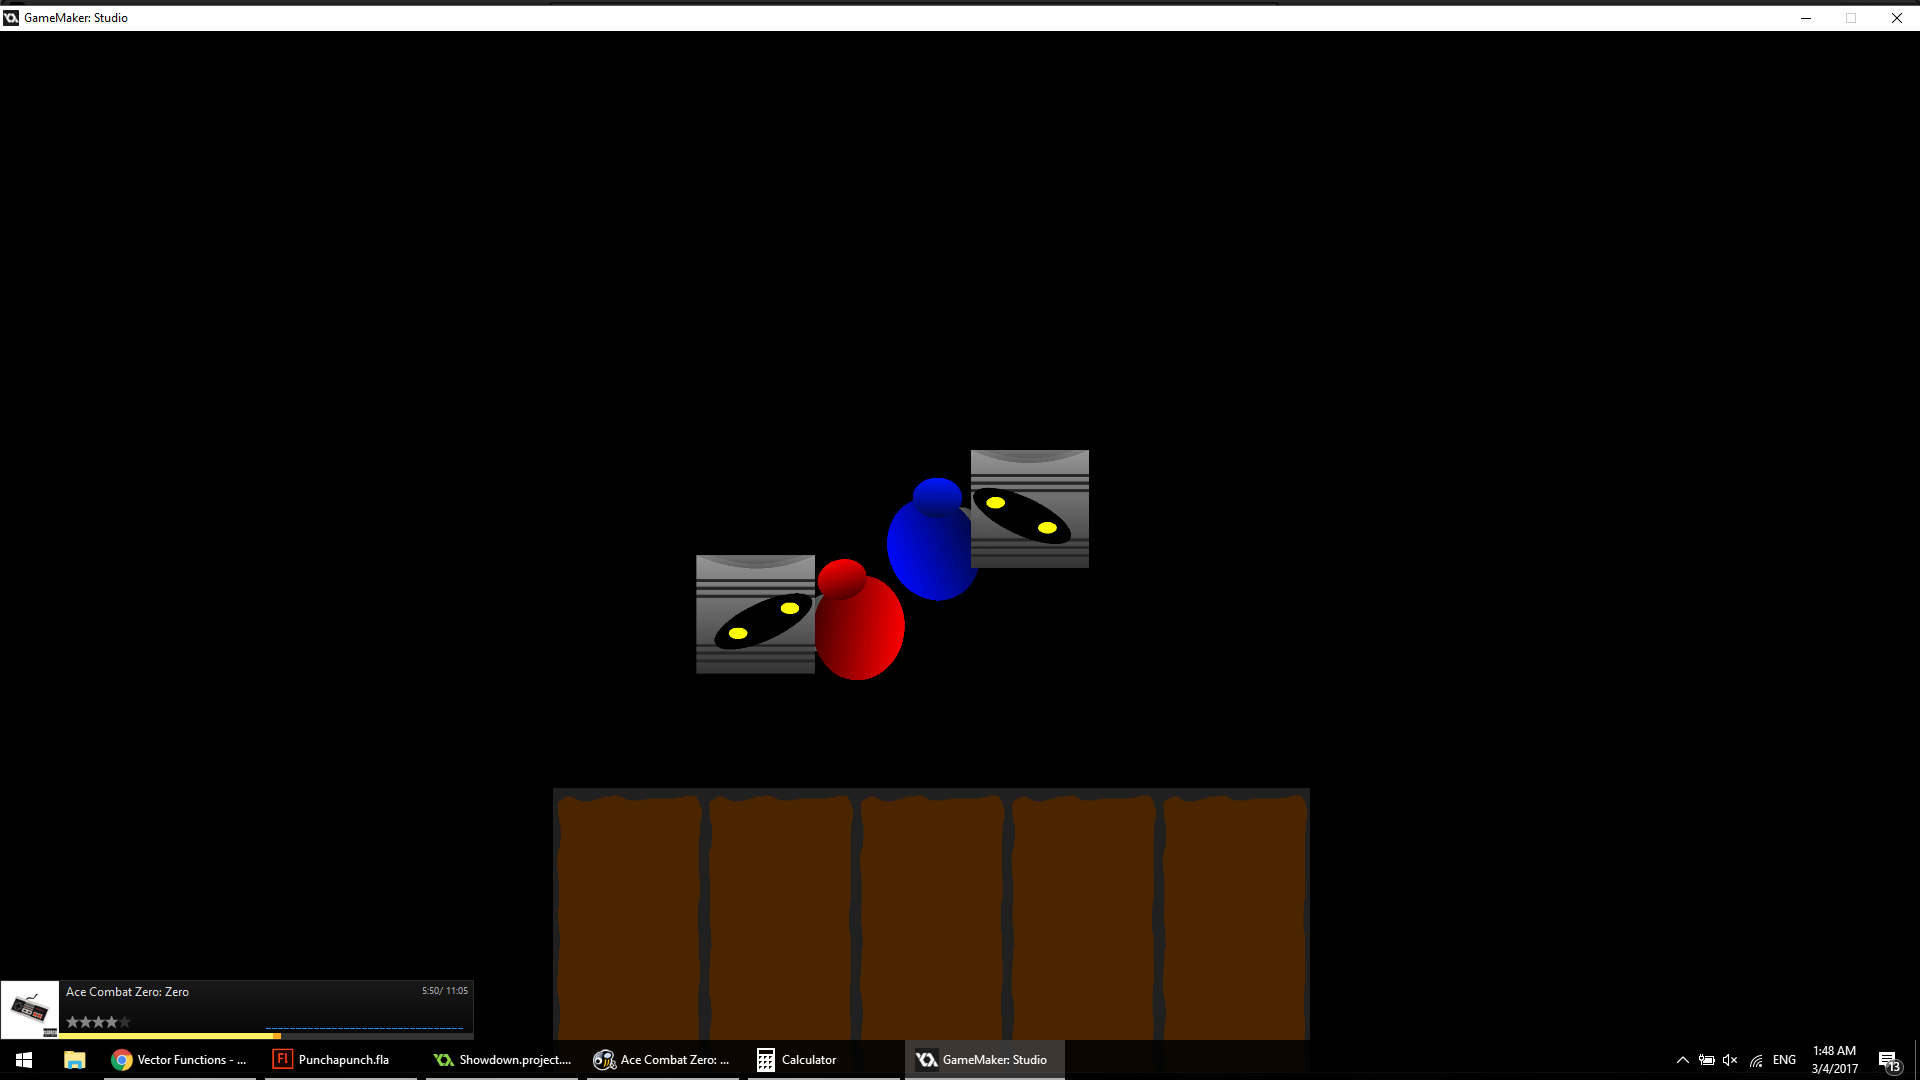 GameMaker: Studio
Ace Combat Zero: Zero
5:50/ 11:05
Vector Functions - ...
Fl
Punchapunch.fla
Showdown.project....
Ace Combat Zero: ...
Calculator
GameMaker: Studio
ENG
1:48 AM
3/4/2017
13